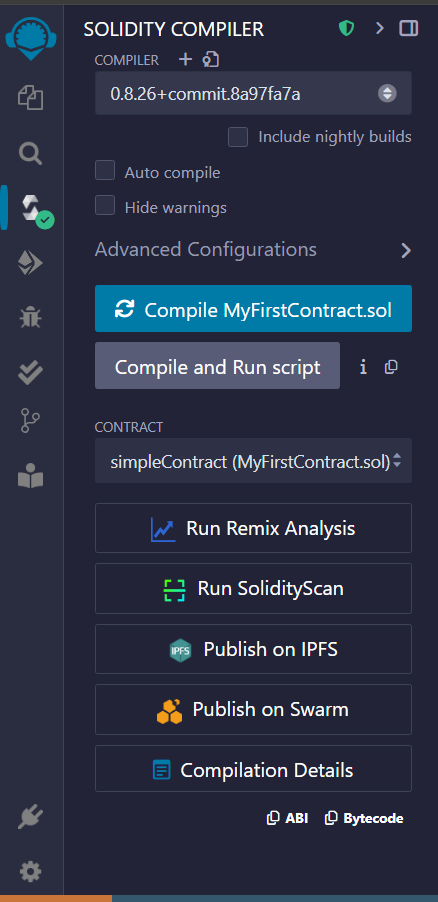 SOLIDITY COMPILER
COMPILER
0.8.26+commit.8a97fa7a
Include nightly builds
Auto compile
Hide warnings
Advanced Configurations
Compile MyFirstContract.sol
Compile and Run script
i
CONTRACT
simpleContract (MyFirstContract.sol)
Run Remix Analysis
Run SolidityScan
IPFS Publish on IPFS
Publish on Swarm
Compilation Details
ABI Bytecode